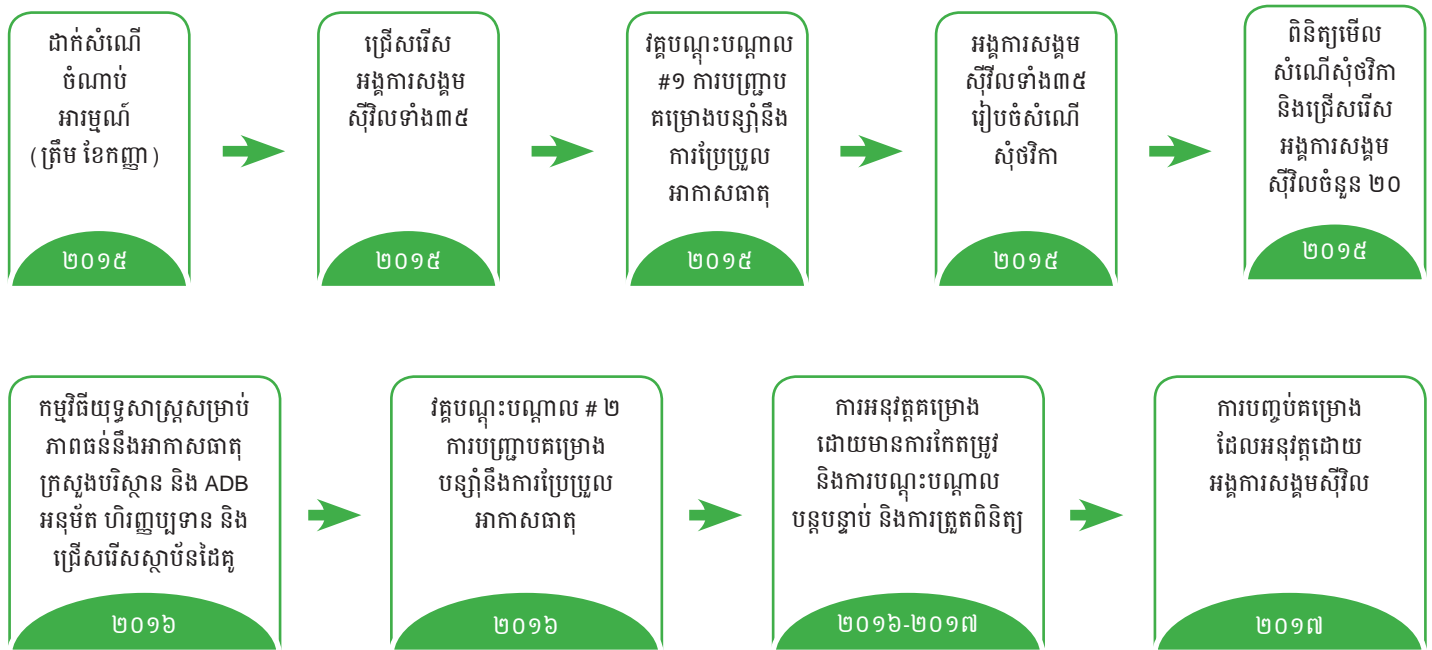 ដាក់សំណើ
ចំណាប់
អារម្មណ៍
(ត្រឹម ខែកញ្ញា)
២០១៥
ជ្រើសរើស
អង្គការសង្គម
ស៊ីវិលទាំង៣៥
២០១៥
វគ្គបណ្តុះបណ្តាល
#១ ការបញ្ជ្រាប
គម្រោងបន្សាំនឹង
ការប្រែប្រួល
អាកាសធាតុ
២០១៥
អង្គការសង្គម
ស៊ីវីលទាំង៣៥
រៀបចំសំណើ
សុំថវិកា
២០១៥
ពិនិត្យមើល
សំណើសុំថវិកា
និងជ្រើសរើស
អង្គការសង្គម
ស៊ីវិលចំនួន ២០
២០១៥
កម្មវិធីយុទ្ធសាស្ត្រសម្រាប់
ភាពធន់នឹងអាកាសធាតុ
ក្រសួងបរិស្ថាន និង ADB
អនុម័ត ហិរញ្ញប្បទាន និង
ជ្រើសរើសស្ថាប័នដៃគូ
២០១៦
វគ្គបណ្តុះបណ្តាល # ២
ការបញ្ជ្រាបគម្រោង
បន្សាំនឹងការប្រែប្រួល
អាកាសធាតុ
២០១៦
ការអនុវត្តគម្រោង
ដោយមានការកែតម្រូវ
និងការបណ្តុះបណ្តាល
បន្តបន្ទាប់ និងការត្រួតពិនិត្យ
២០១៦-២០១៧
ការបញ្ចប់គម្រោង
ដែលអនុវត្តដោយ
អង្គការសង្គមស៊ីវិល
២០១៧